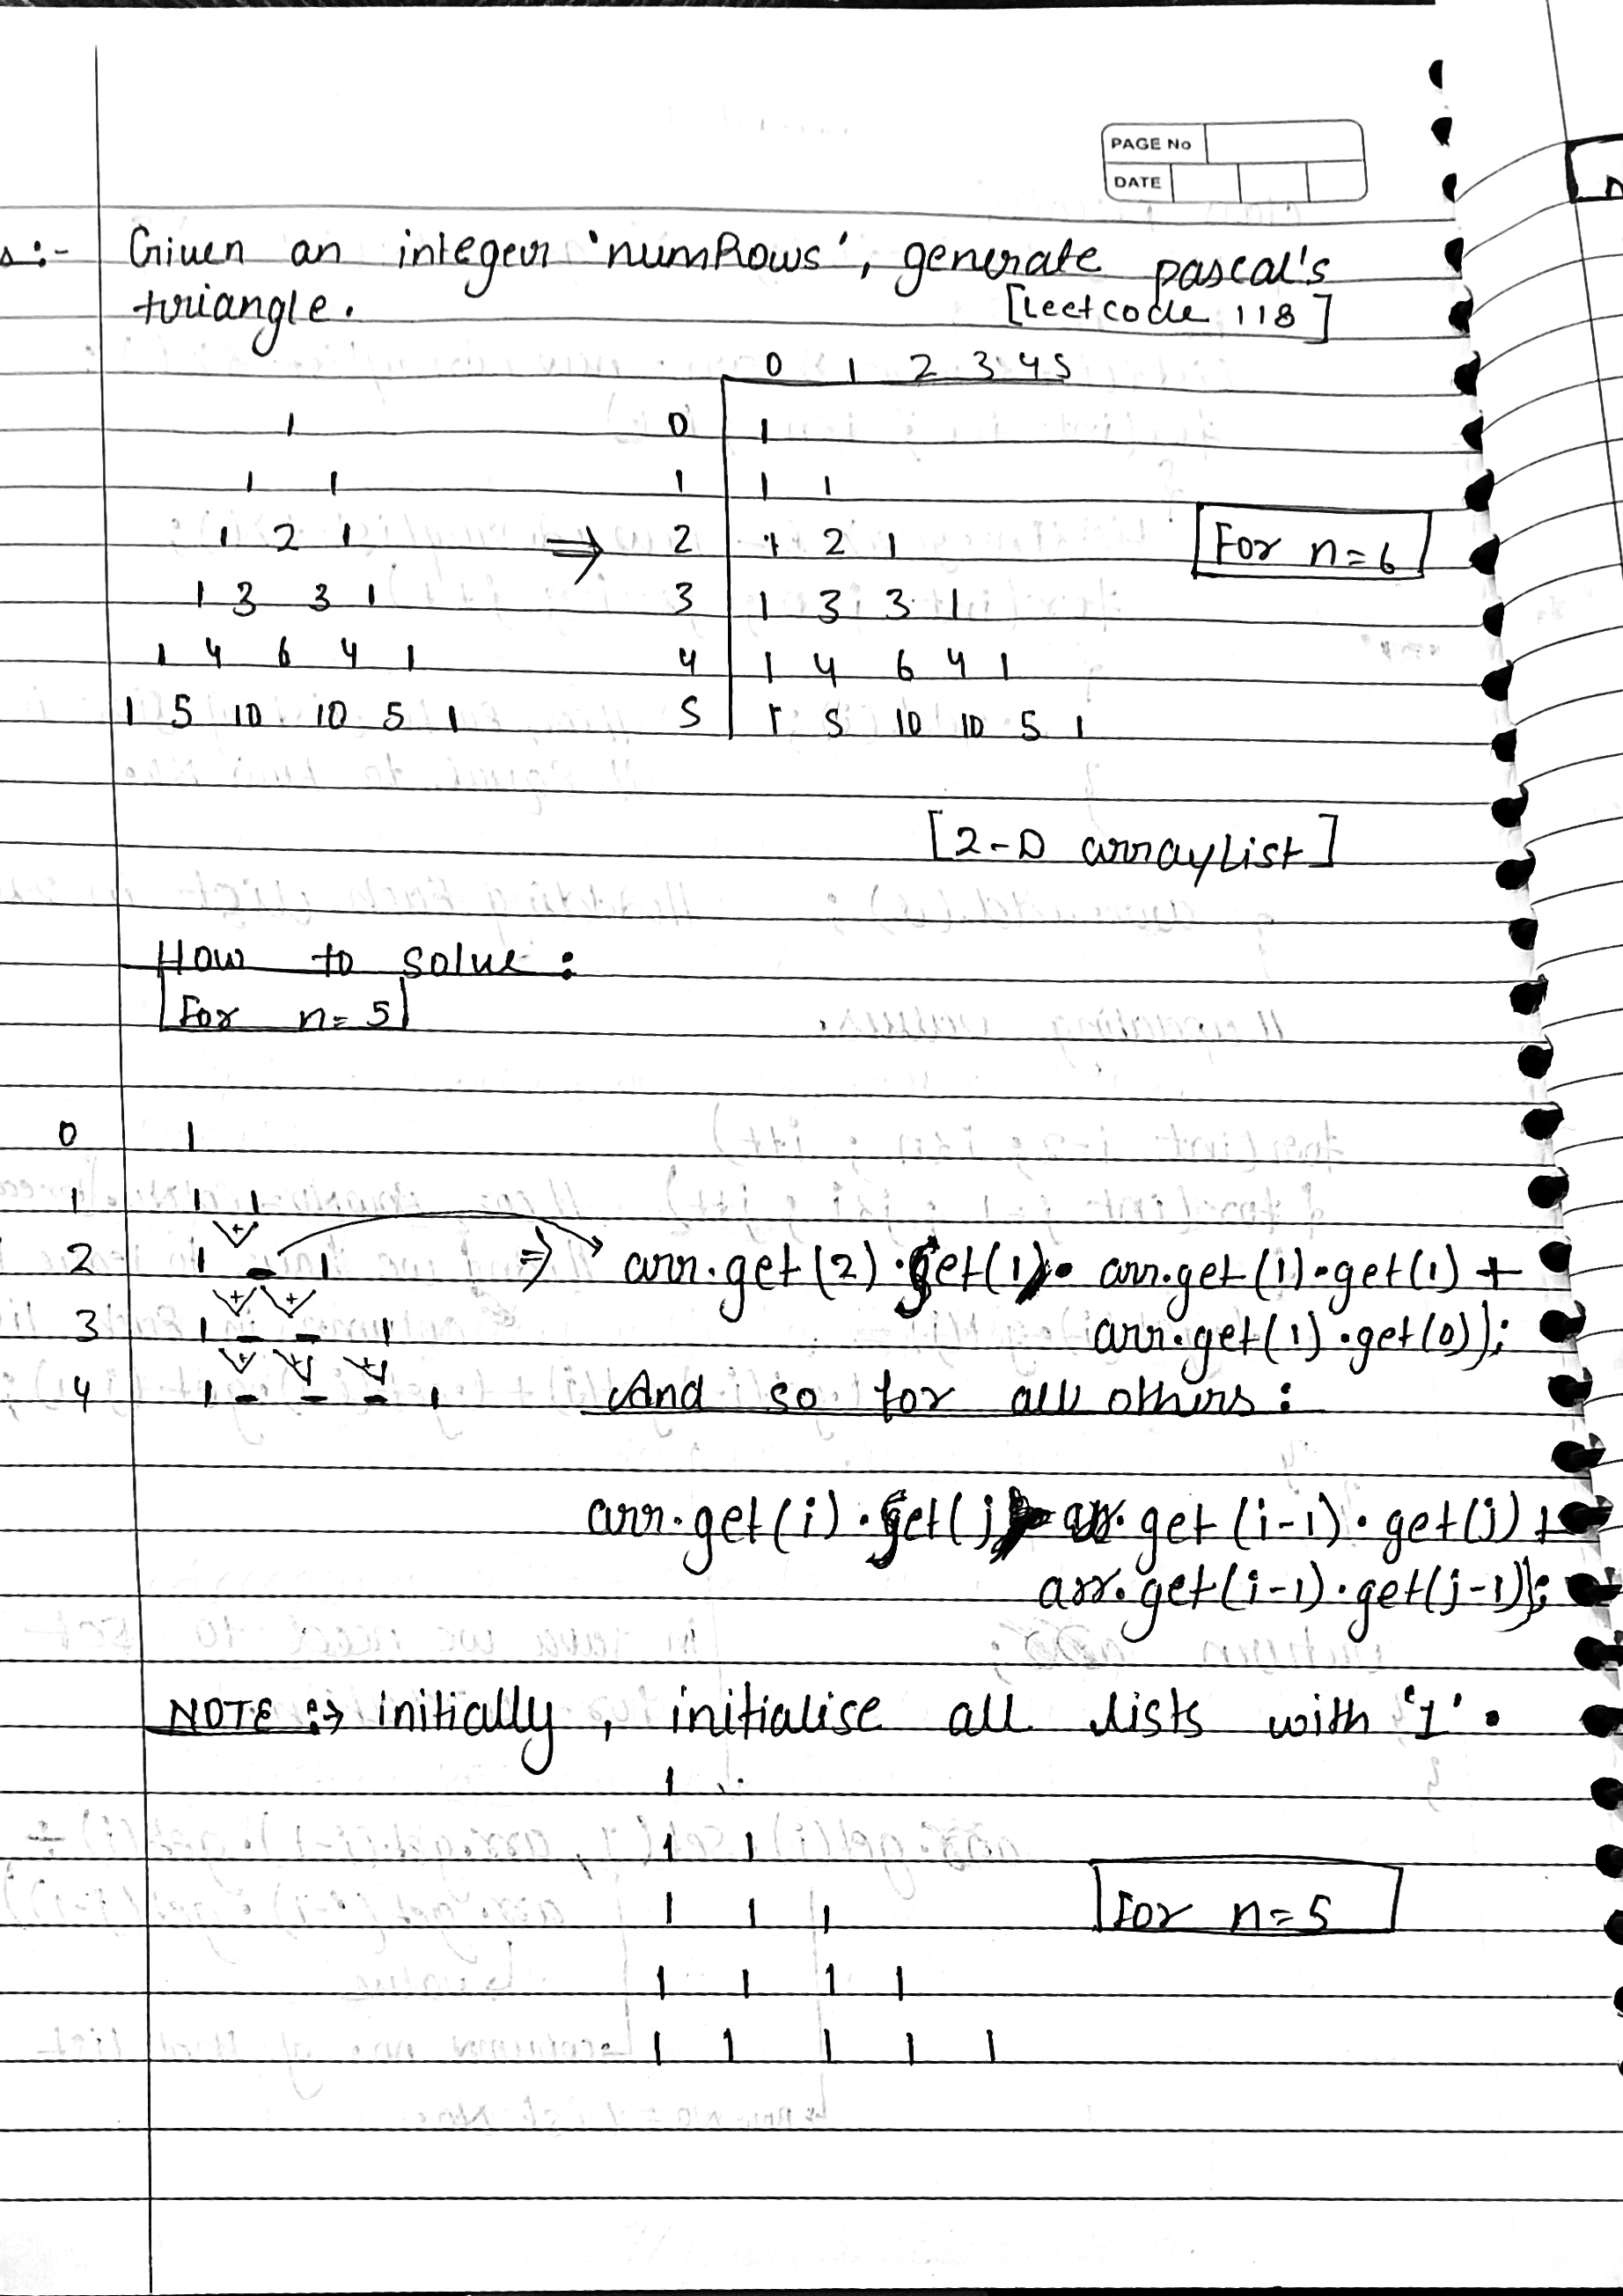 PAGE No
DATE
Given an integer 'numRows', generate pascal's
triangle. [Leetcode 118]
0 1 2 3 4 5
1 0 1
1 1 1 1 1
1 2 1 ⇒ 2 1 2 1 For n=6
1 3 3 1 3 1 3 3 1
1 4 6 4 1 4 1 4 6 4 1
1 5 10 10 5 1 5 1 5 10 10 5 1
[2-D arrayList]
How to solve :
For n=5
0 1
1 1 1
+
2 1 - 1 ⇒ arr.get(2).get(1). arr.get(1).get(1) +
+ +
3 1 - - 1 arr.get(1).get(0));
+ + +
4 1 - - - 1 And so for all others :
arr.get(i).get(j) arr.get(i-1).get(j) +
arr.get(i-1).get(j-1));
NOTE :→ initially, initialise all lists with '1'.
1
1 1
1 1 1 For n=5
1 1 1 1
1 1 1 1 1